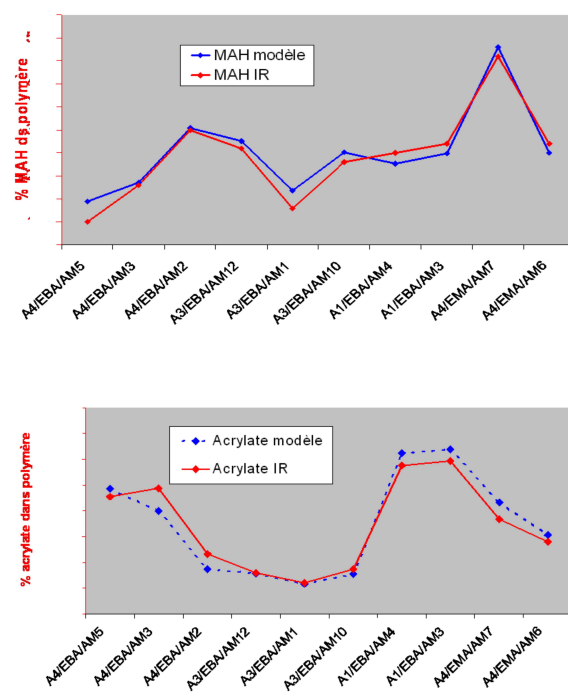 % MAH ds polymère
MAH modèle
MAH IR
A4/EBA/AM5
A4/EBA/AM3
A4/EBA/AM2
A3/EBA/AM12
A3/EBA/AM1
A3/EBA/AM10
A1/EBA/AM4
A1/EBA/AM3
A4/EMA/AM7
A4/EMA/AM6
% acrylate dans polymère
Acrylate modèle
Acrylate IR
A4/EBA/AM5
A4/EBA/AM3
A4/EBA/AM2
A3/EBA/AM12
A3/EBA/AM1
A3/EBA/AM10
A1/EBA/AM4
A1/EBA/AM3
A4/EMA/AM7
A4/EMA/AM6